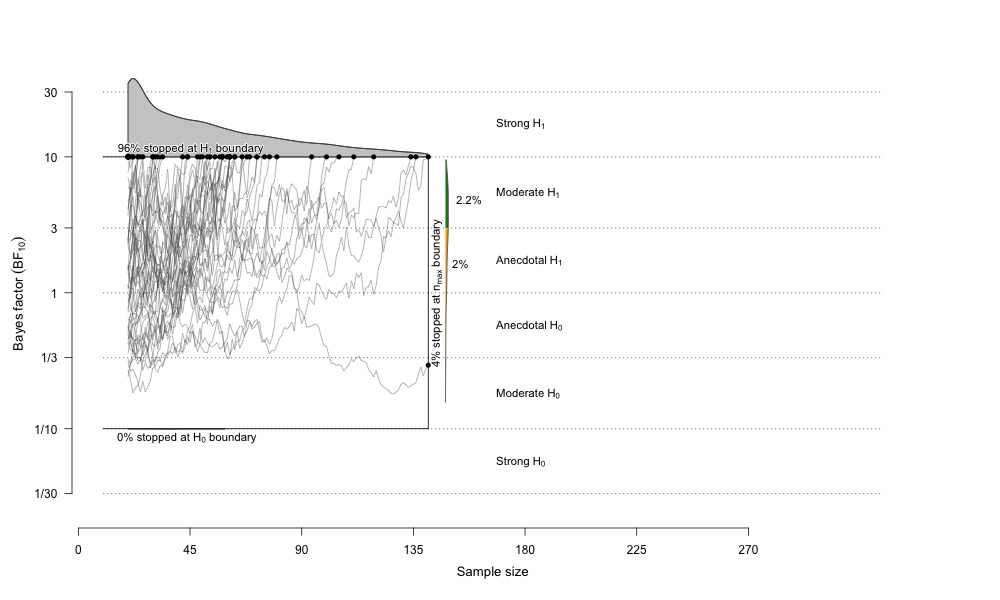 30
Strong H1
96% stopped at H1 boundary
10
Moderate H1
2.2%
3
Anecdotal H1
2%
1
4% stopped at nmax boundary
Anecdotal H0
1/3
Moderate H0
1/10
0% stopped at H0 boundary
Strong H0
1/30
Bayes factor (BF10)
0 45 90 135 180 225 270
Sample size